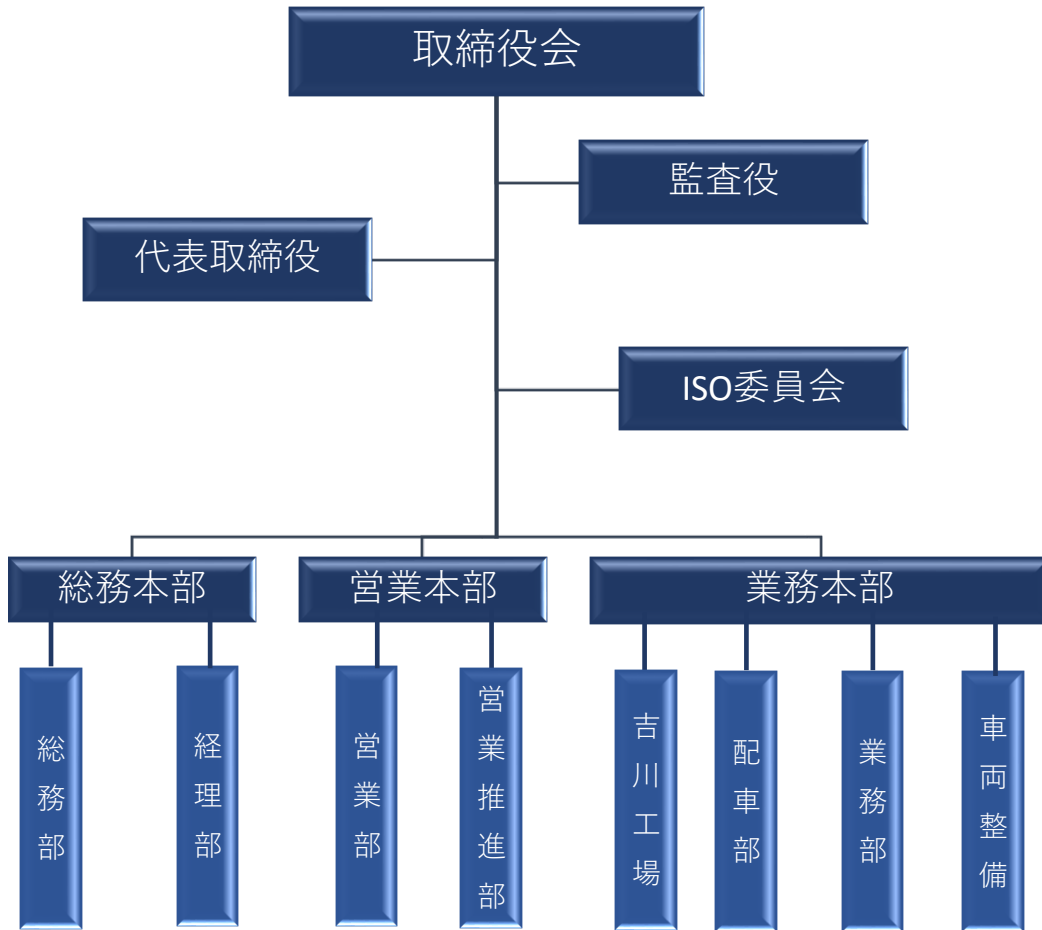 取締役会
監査役
代表取締役
ISO委員会
総務本部
営業本部
業務本部
総務部
経理部
営業部
営業推進部
吉川工場
配車部
業務部
車両整備